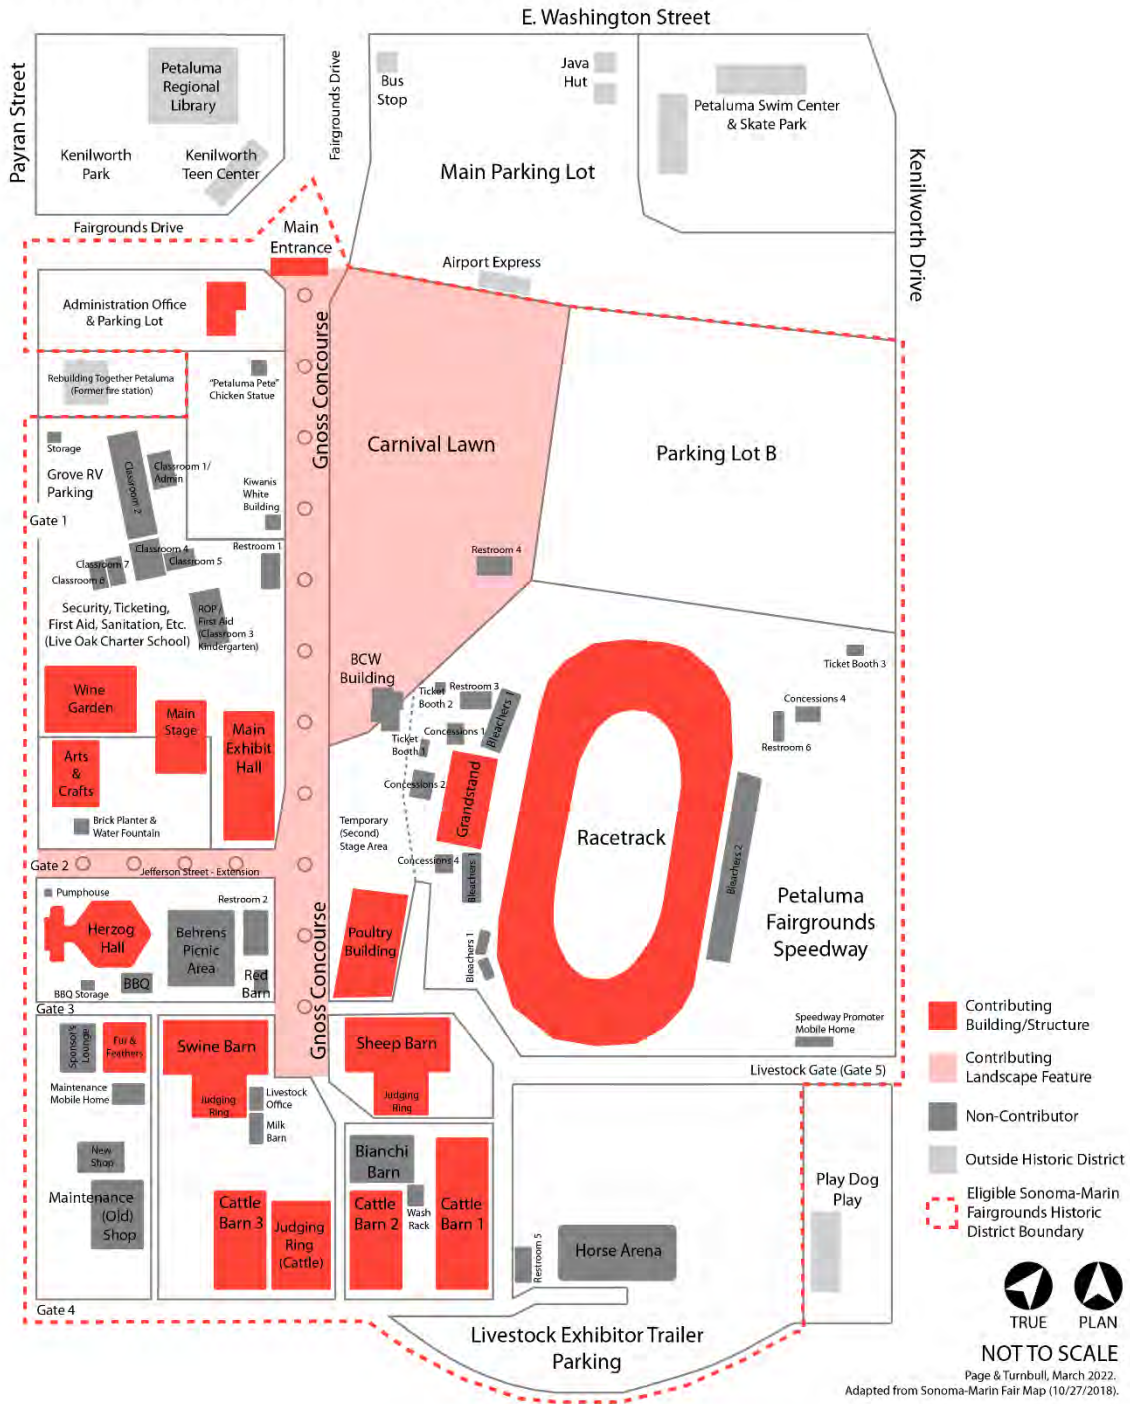 E. Washington Street
Payran Street
Petaluma
Regional
Library
Kenilworth
Park
Kenilworth
Teen Center
Fairgrounds Drive
Fairgrounds Drive
Bus
Stop
Java
Hut
Main Parking Lot
Petaluma Swim Center
& Skate Park
Kenilworth Drive
Main
Entrance
Airport Express
Administration Office
& Parking Lot
Rebuilding Together Petaluma
(Former fire station)
"Petaluma Pete"
Chicken Statue
Gnoss Concourse
Carnival Lawn
Parking Lot B
Storage
Grove RV
Parking
Classroom 2
Classroom 1/
Admin
Kiwanis
White
Building
Gate 1
Restroom 1
Classroom 4
Classroom 5
Classroom 7
Classroom 6
Restroom 4
Security, Ticketing,
First Aid, Sanitation, Etc.
(Live Oak Charter School)
ROP /
First Aid
(Classroom 3
Kindergarten)
BCW
Building
Ticket
Booth 2
Restroom 3
Bleachers 1
Ticket Booth 3
Concessions 4
Restroom 6
Wine
Garden
Main
Stage
Main
Exhibit
Hall
Arts
&
Crafts
Brick Planter &
Water Fountain
Ticket
Booth 1
Concessions 1
Concessions 2
Grandstand
Racetrack
Bleachers 2
Temporary
(Second)
Stage Area
Concessions 4
Bleachers 1
Gate 2
Jefferson Street - Extension
Pumphouse
Herzog
Hall
Behrens
Picnic
Area
Restroom 2
Red
Barn
BBQ
BBQ Storage
Gnoss Concourse
Poultry
Building
Bleachers 1
Petaluma
Fairgrounds
Speedway
Speedway Promoter
Mobile Home
Livestock Gate (Gate 5)
Gate 3
Sponsor's
Lounge
Fur &
Feathers
Swine Barn
Judging
Ring
Sheep Barn
Judging
Ring
Maintenance
Mobile Home
Livestock
Office
Milk
Barn
New
Shop
Maintenance
(Old)
Shop
Cattle
Barn 3
Judging
Ring
(Cattle)
Bianchi
Barn
Cattle
Barn 2
Wash
Rack
Cattle
Barn 1
Restroom 5
Horse Arena
Play Dog
Play
Gate 4
Livestock Exhibitor Trailer
Parking
Contributing
Building/Structure
Contributing
Landscape Feature
Non-Contributor
Outside Historic District
Eligible Sonoma-Marin
Fairgrounds Historic
District Boundary
TRUE
PLAN
NOT TO SCALE
Page & Turnbull, March 2022.
Adapted from Sonoma-Marin Fair Map (10/27/2018).